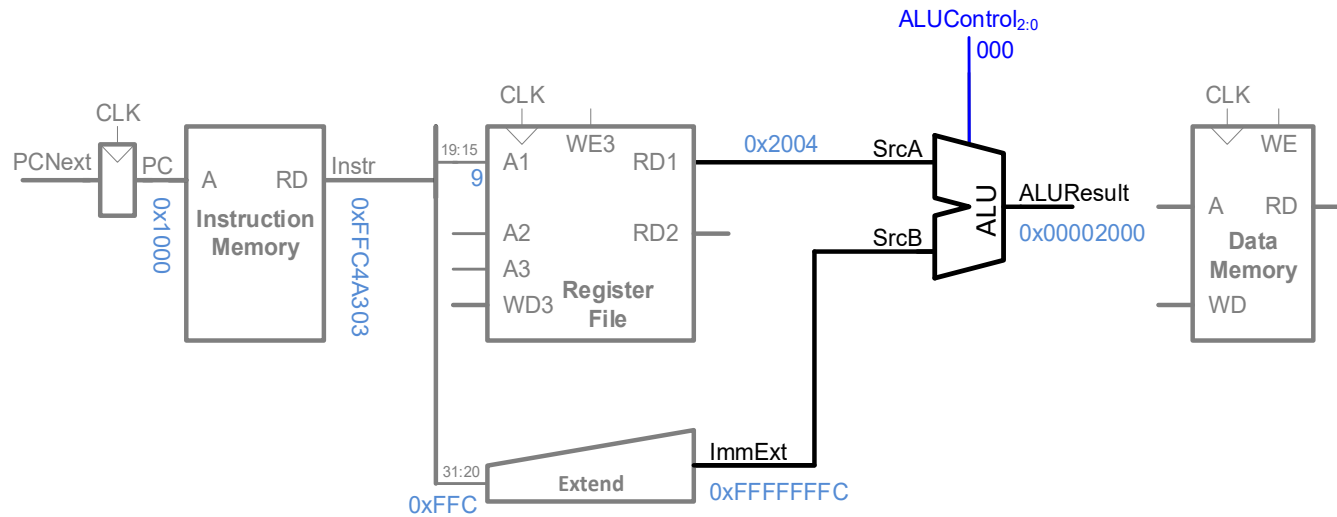 ALUControl2:0
000
CLK
PCNext
PC
0x1000
A
RD
Instruction
Memory
Instr
0xFFC4A303
19:15
9
CLK
WE3
A1
RD1
A2
RD2
A3
WD3
Register
File
0x2004
SrcA
SrcB
ALU
ALUResult
0x00002000
CLK
WE
A
RD
Data
Memory
WD
31:20
0xFFC
Extend
ImmExt
0xFFFFFFFC